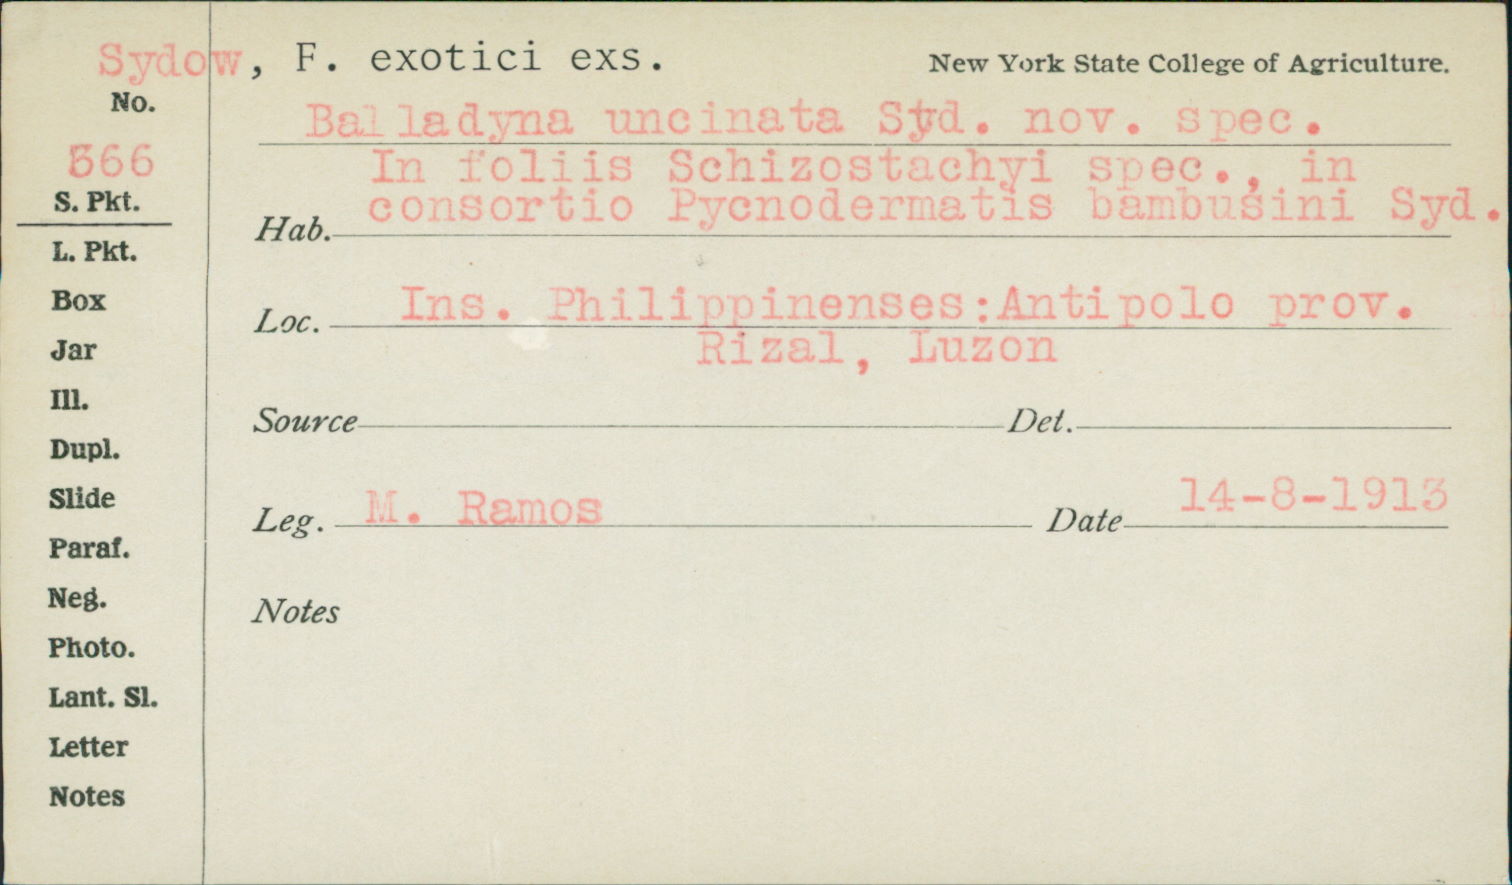 Sydow, F. exotici exs.
New York State College of Agriculture.
No.
Balladyna uncinata Syd. nov. spec.
566
In foliis Schizostachyi spec., in
S. Pkt.
Hab. consortio Pycnodermatis bambusini Syd.
L. Pkt.
Box
Loc. Ins. Philippinenses:Antipolo prov.
Jar
Rizal, Luzon
Ill.
Source Det.
Dupl.
Slide
Leg. M. Ramos Date 14-8-1913
Paraf.
Neg.
Notes
Photo.
Lant. Sl.
Letter
Notes